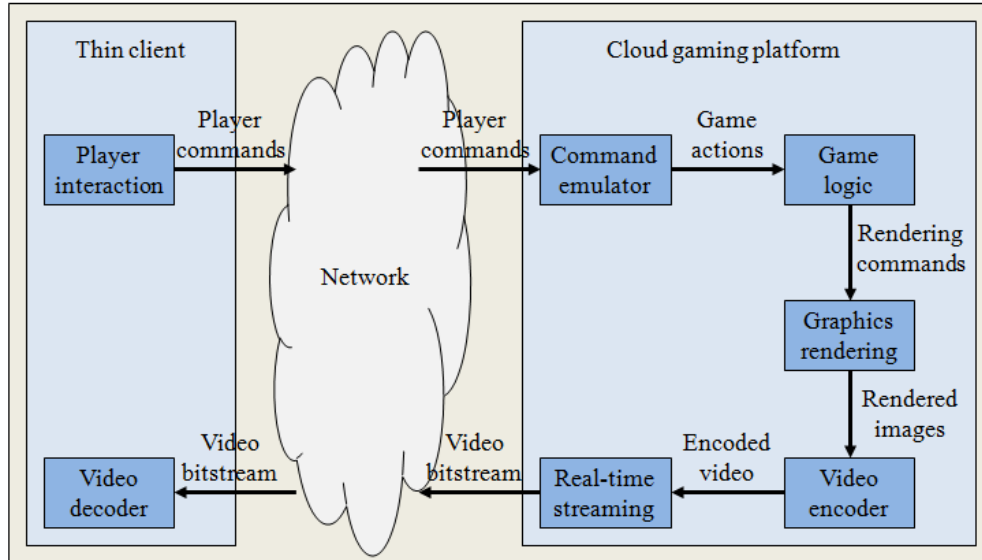 Thin client
Cloud gaming platform
Player
interaction
Player
commands
Network
Player
commands
Command
emulator
Game
actions
Game
logic
Rendering
commands
Graphics
rendering
Rendered
images
Video
encoder
Encoded
video
Real-time
streaming
Video
bitstream
Video
bitstream
Video
decoder